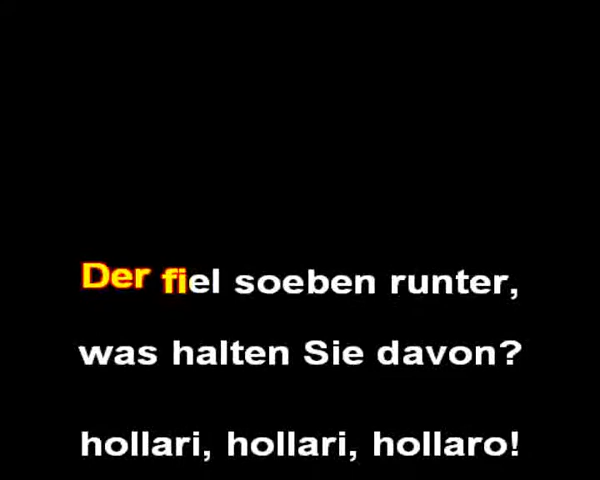 Der fiel soeben runter,
was halten Sie davon?
hollari, hollari, hollaro!